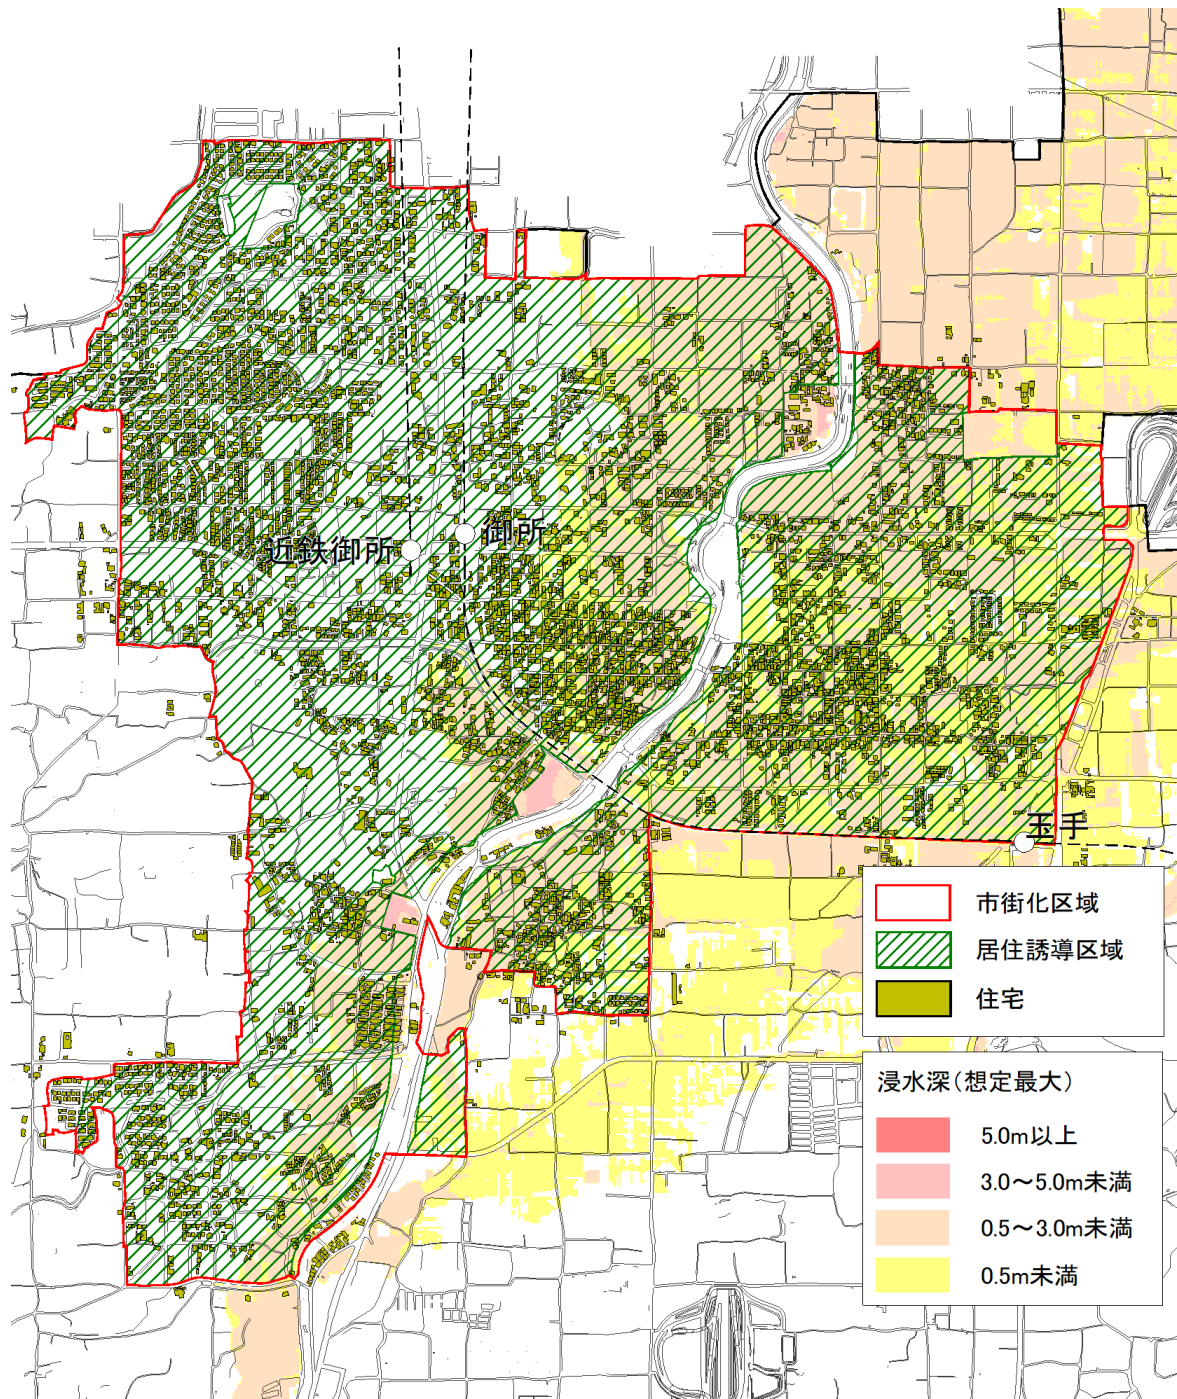 近鉄御所
御所
玉手
市街化区域
居住誘導区域
住宅
浸水深(想定最大)
5.0m以上
3.0～5.0m未満
0.5～3.0m未満
0.5m未満